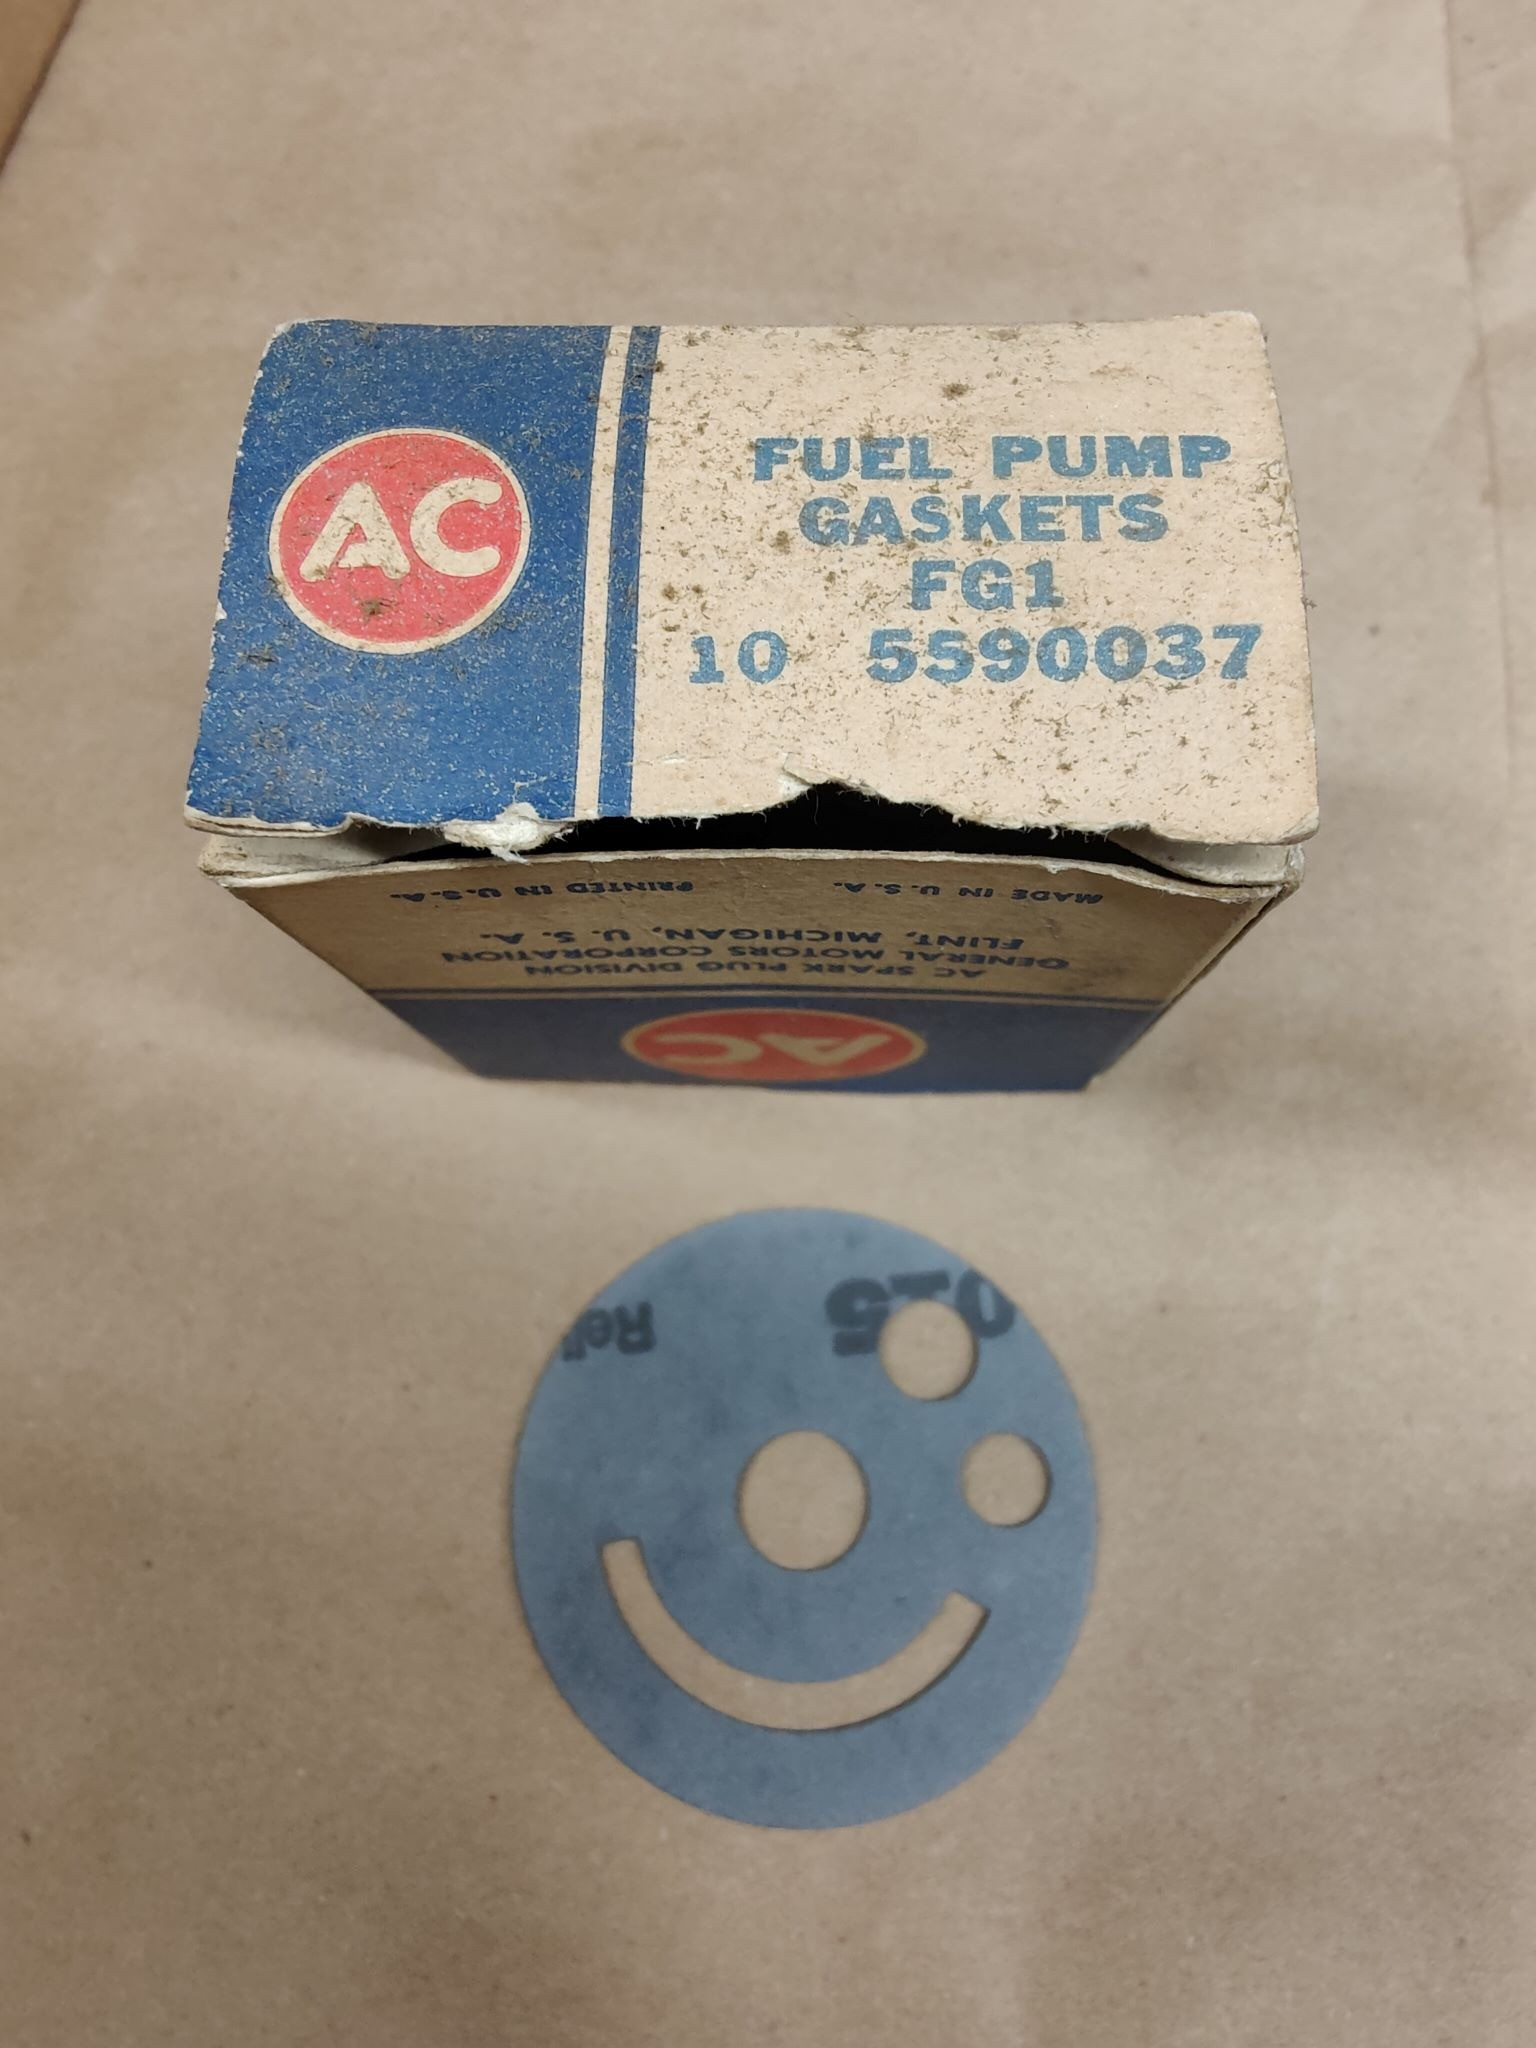 AC
FUEL PUMP
GASKETS
FG1
10 5590037
MADE IN U.S.A.
PRINTED IN U.S.A.
AC
AC SPARK PLUG DIVISION
GENERAL MOTORS CORPORATION
FLINT, MICHIGAN, U. S. A.
015